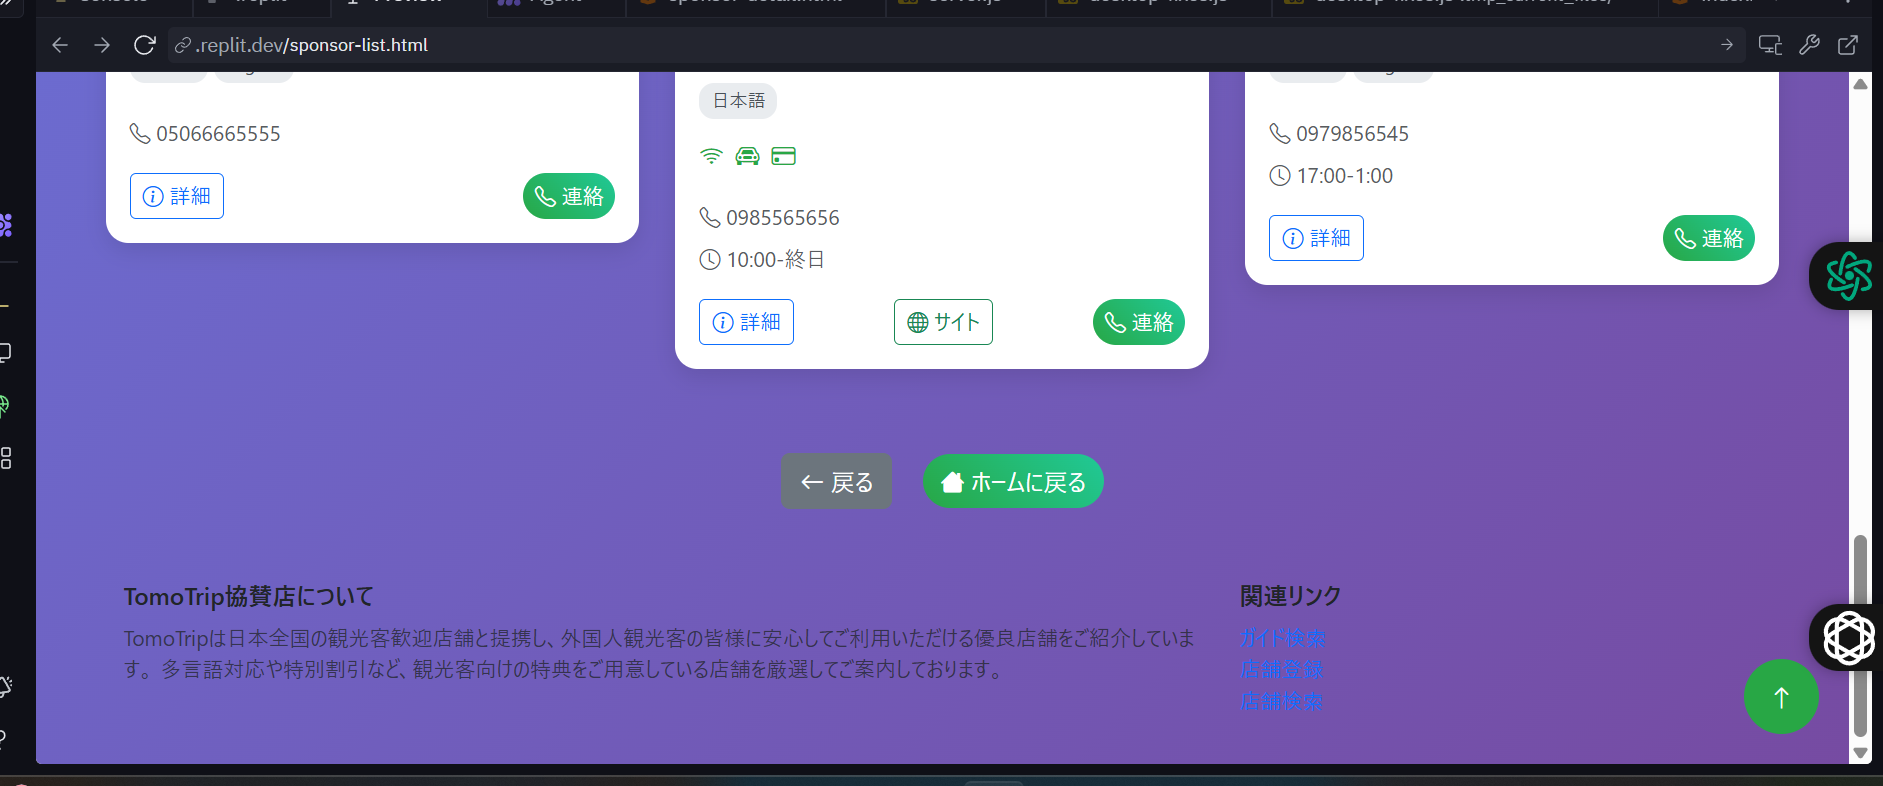 .replit.dev/sponsor-list.html
05066665555
詳細
連絡
日本語
0985565656
10:00-終日
詳細
サイト
連絡
0979856545
17:00-1:00
詳細
連絡
← 戻る
ホームに戻る
TomoTrip協賛店について
TomoTripは日本全国の観光客歓迎店舗と提携し、外国人観光客の皆様に安心してご利用いただける優良店舗をご紹介していま
す。多言語対応や特別割引など、観光客向けの特典をご用意している店舗を厳選してご案内しております。
関連リンク
ガイド検索
店舗登録
店舗検索